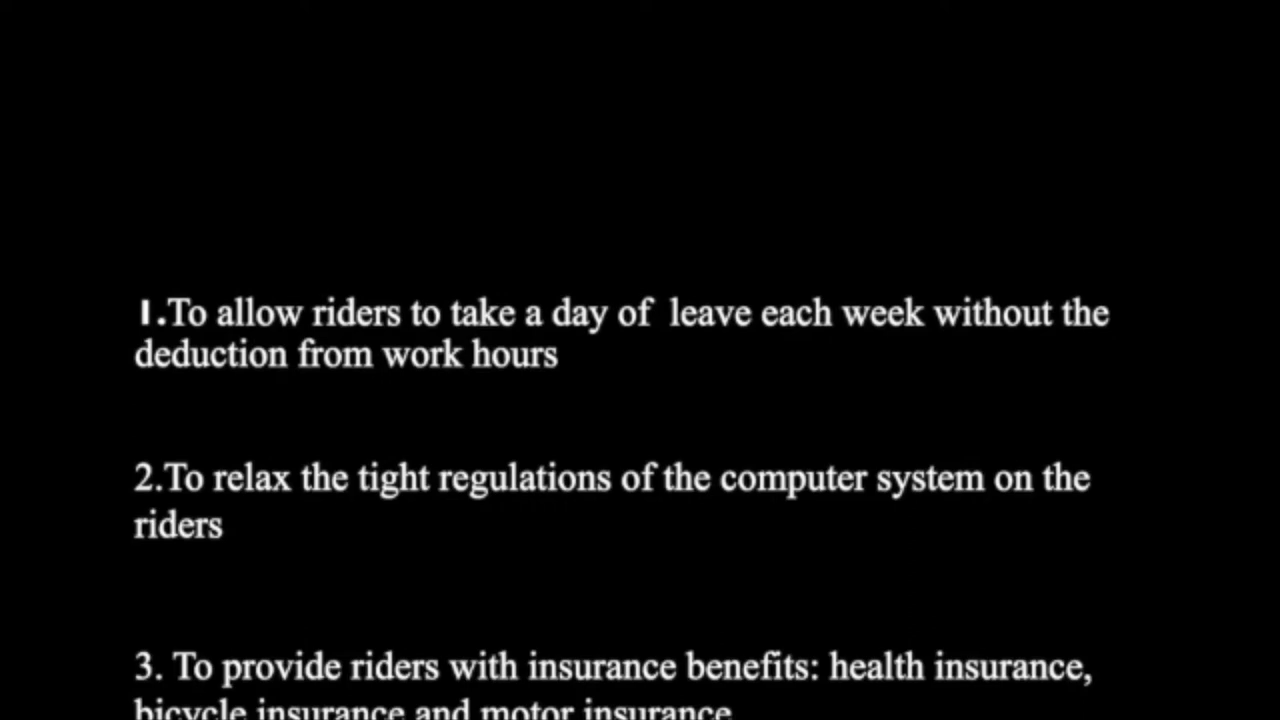 1.To allow riders to take a day of leave each week without the
deduction from work hours
2.To relax the tight regulations of the computer system on the
riders
3. To provide riders with insurance benefits: health insurance,
bicycle insurance and motor insurance